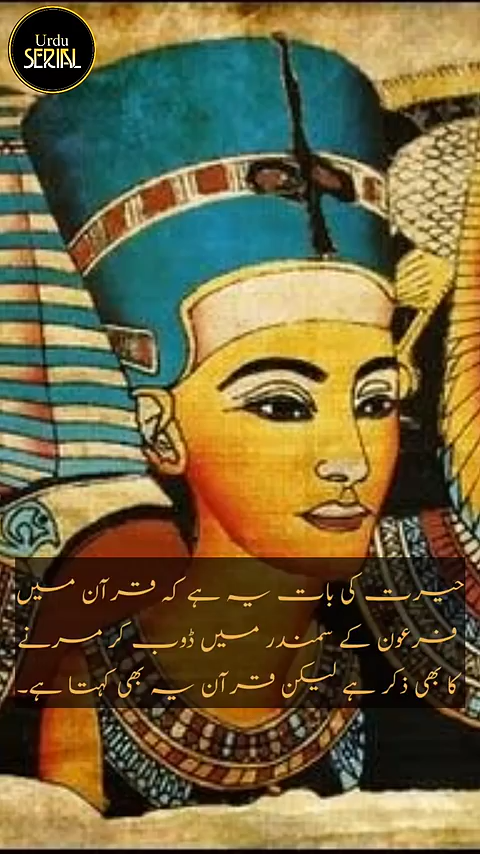 Urdu
SERIAL
حیرت کی بات یہ ہے کہ قرآن میں
فرعون کے سمندر میں ڈوب گر مرنے
کا بھی ذکر ہے لیکن قرآن یہ بھی کہتا ہے۔